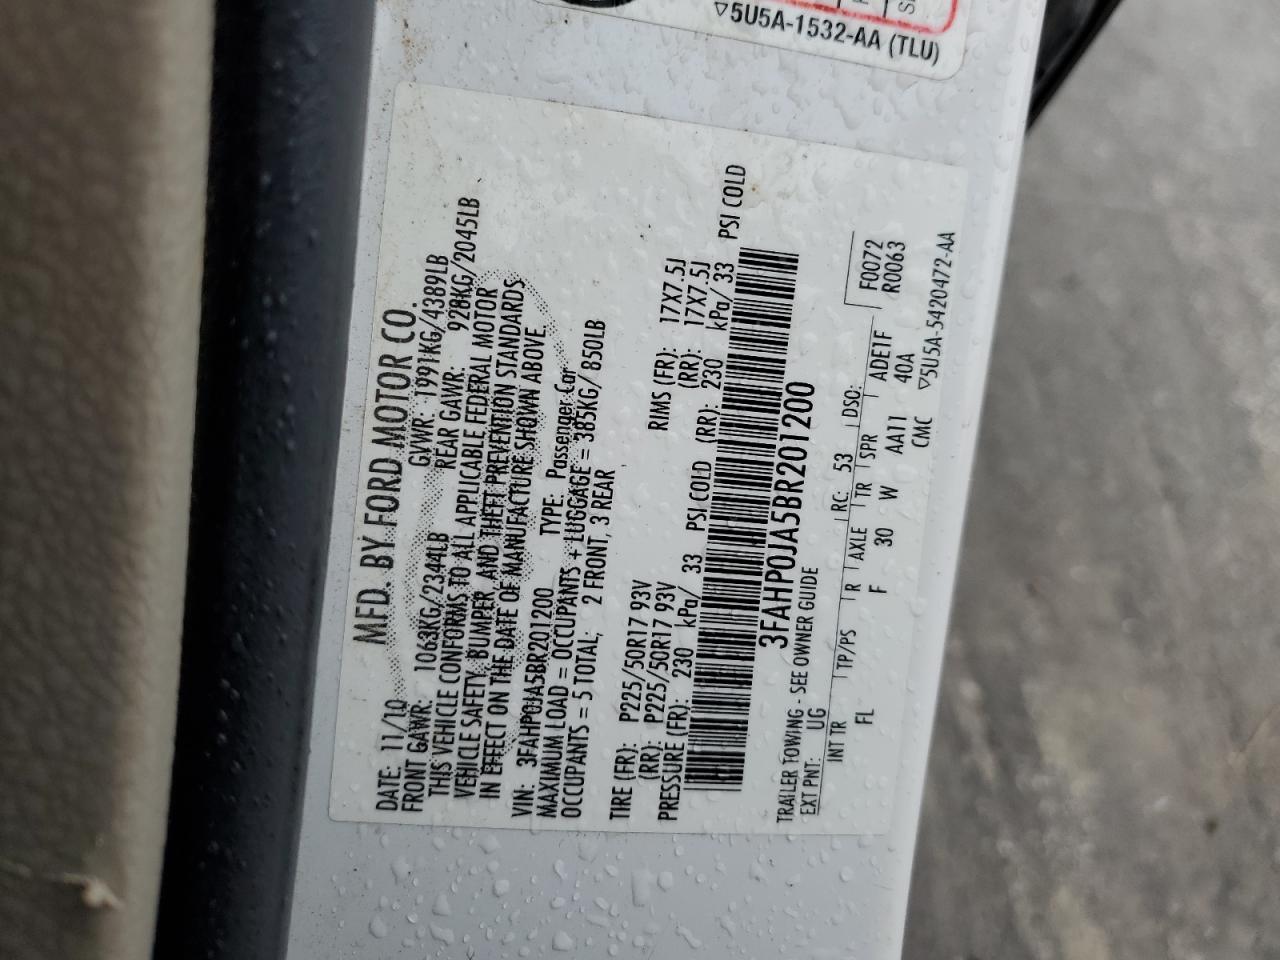 ▽5U5A-1532-AA (TLU)
MFD. BY FORD MOTOR CO.
DATE: 11/10 GVWR: 1991KG/4389LB
FRONT GAWR: 1063KG/2344LB REAR GAWR: 928KG/2045LB
THIS VEHICLE CONFORMS TO ALL APPLICABLE FEDERAL MOTOR
VEHICLE SAFETY, BUMPER, AND THEFT PREVENTION STANDARDS
IN EFFECT ON THE DATE OF MANUFACTURE SHOWN ABOVE.
VIN: 3FAHP0JA5BR201200 TYPE: Passenger Car
MAXIMUM LOAD = OCCUPANTS + LUGGAGE = 385KG/ 850LB
OCCUPANTS = 5 TOTAL; 2 FRONT, 3 REAR
TIRE (FR): P225/50R17 93V RIMS (FR): 17X7.5J
(RR): P225/50R17 93V (RR): 17X7.5J
PRESSURE (FR): 230 kPa/ 33 PSI COLD (RR): 230 kPa/ 33 PSI COLD
3FAHP0JA5BR201200
TRAILER TOWING - SEE OWNER GUIDE
EXT PNT: UG RC: 53 DSO: F0072
INT TR TP/PS R AXLE TR SPR ADE1F R0063
FL F 30 W AA11 40A
CMC ▽5U5A-5420472-AA